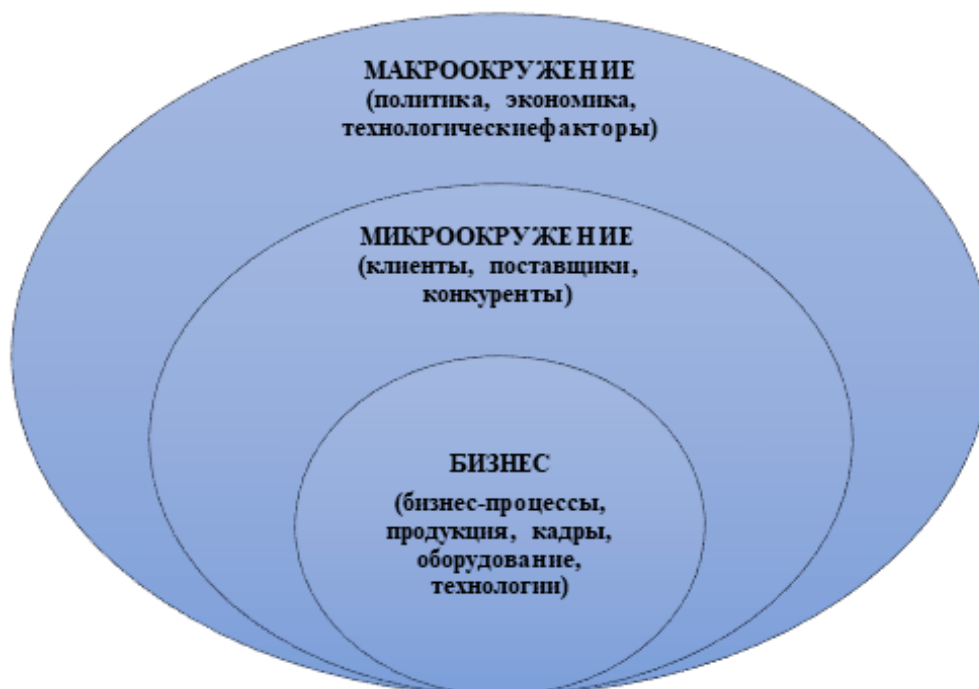 МАКРООКРУЖЕНИЕ
(политика, экономика,
технологическиефакторы)
МИКРООКРУЖЕНИЕ
(клиенты, поставщики,
конкуренты)
БИЗНЕС
(бизнес-процессы,
продукция, кадры,
оборудование,
технологии)